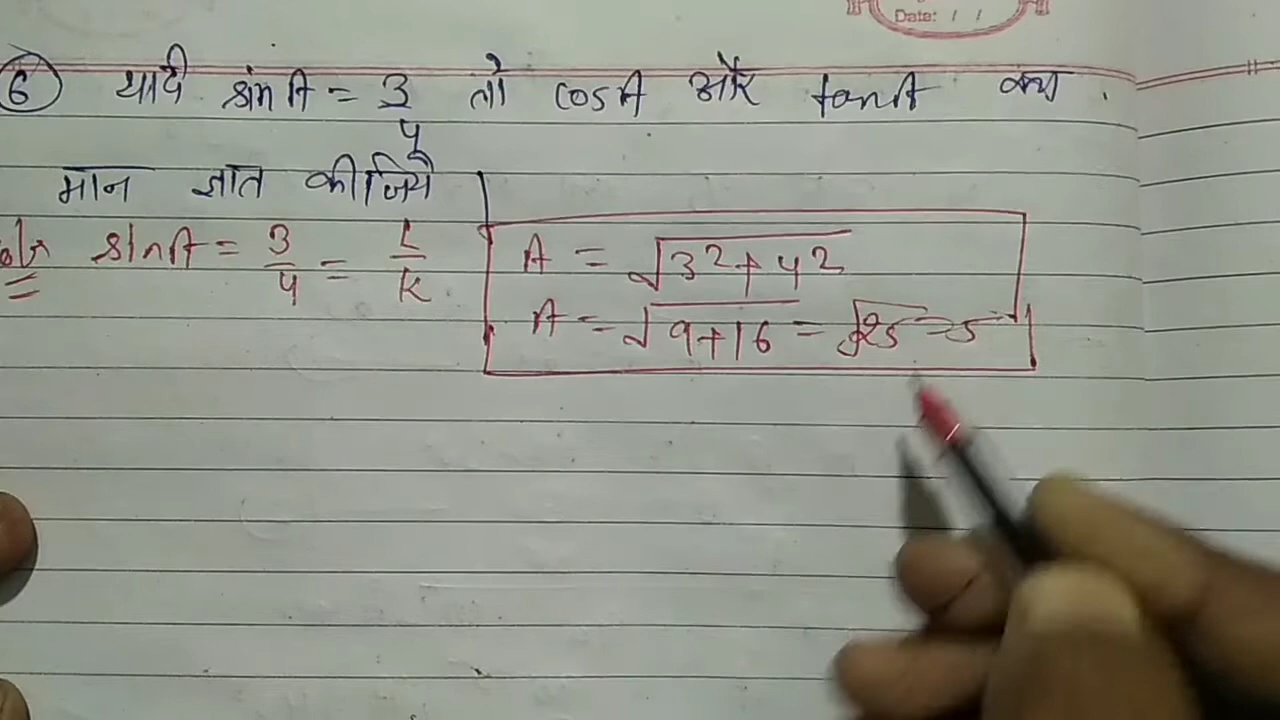 Date: / /
6 यदि sinA = 3/4 तो cosA और tanA का
मान ज्ञात कीजिये
sinA = 3/4 = L/K
A = √3²+4²
A = √9+16 = √25 = 5